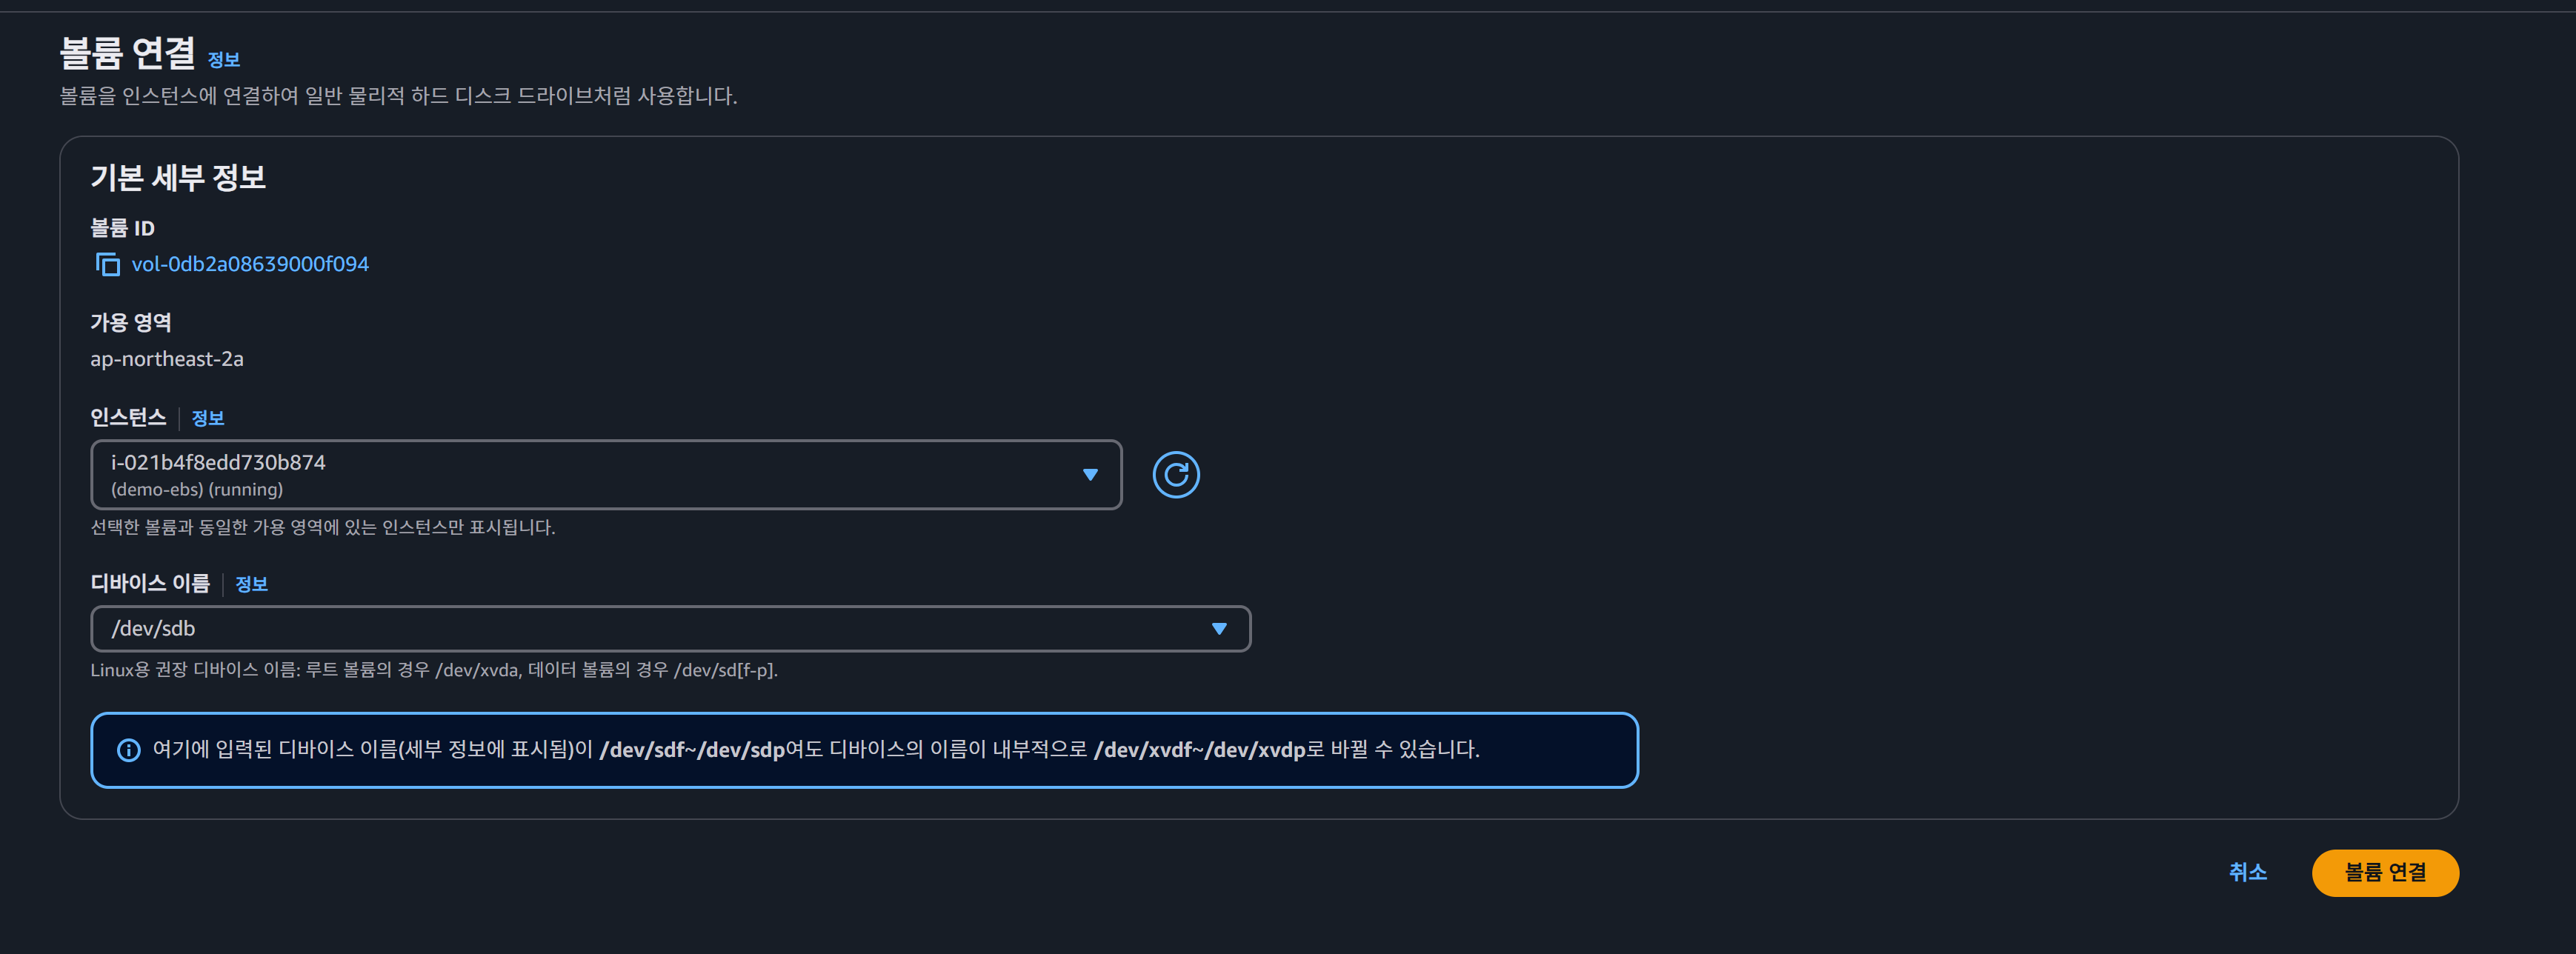 볼륨 연결 정보
볼륨을 인스턴스에 연결하여 일반 물리적 하드 디스크 드라이브처럼 사용합니다.
기본 세부 정보
볼륨 ID
vol-0db2a08639000f094
가용 영역
ap-northeast-2a
인스턴스 정보
i-021b4f8edd730b874
(demo-ebs) (running)
선택한 볼륨과 동일한 가용 영역에 있는 인스턴스만 표시됩니다.
디바이스 이름 정보
/dev/sdb
Linux용 권장 디바이스 이름: 루트 볼륨의 경우 /dev/xvda, 데이터 볼륨의 경우 /dev/sd[f-p].
여기에 입력된 디바이스 이름(세부 정보에 표시됨)이 /dev/sdf~/dev/sdp여도 디바이스의 이름이 내부적으로 /dev/xvdf~/dev/xvdp로 바뀔 수 있습니다.
취소 볼륨 연결